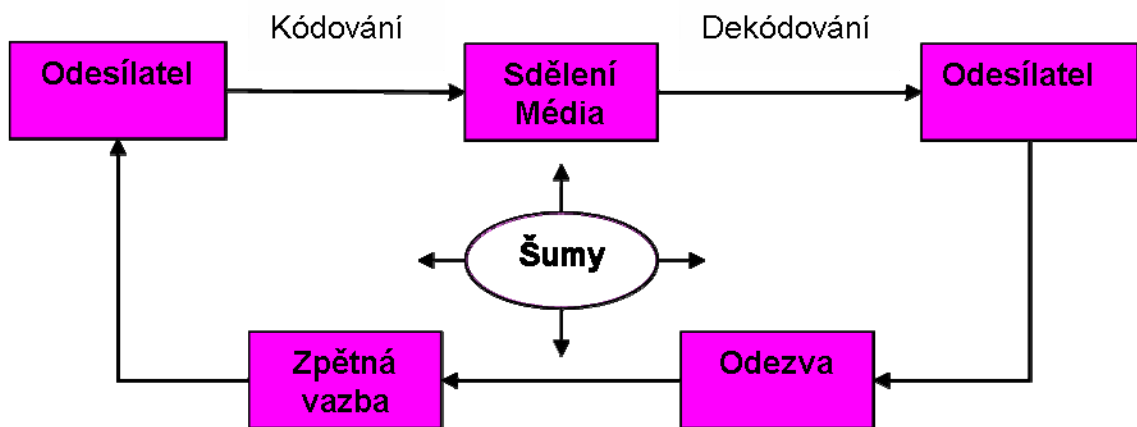 Kódování
Dekódování
Odesílatel
Sdělení
Média
Odesílatel
Šumy
Zpětná
vazba
Odezva